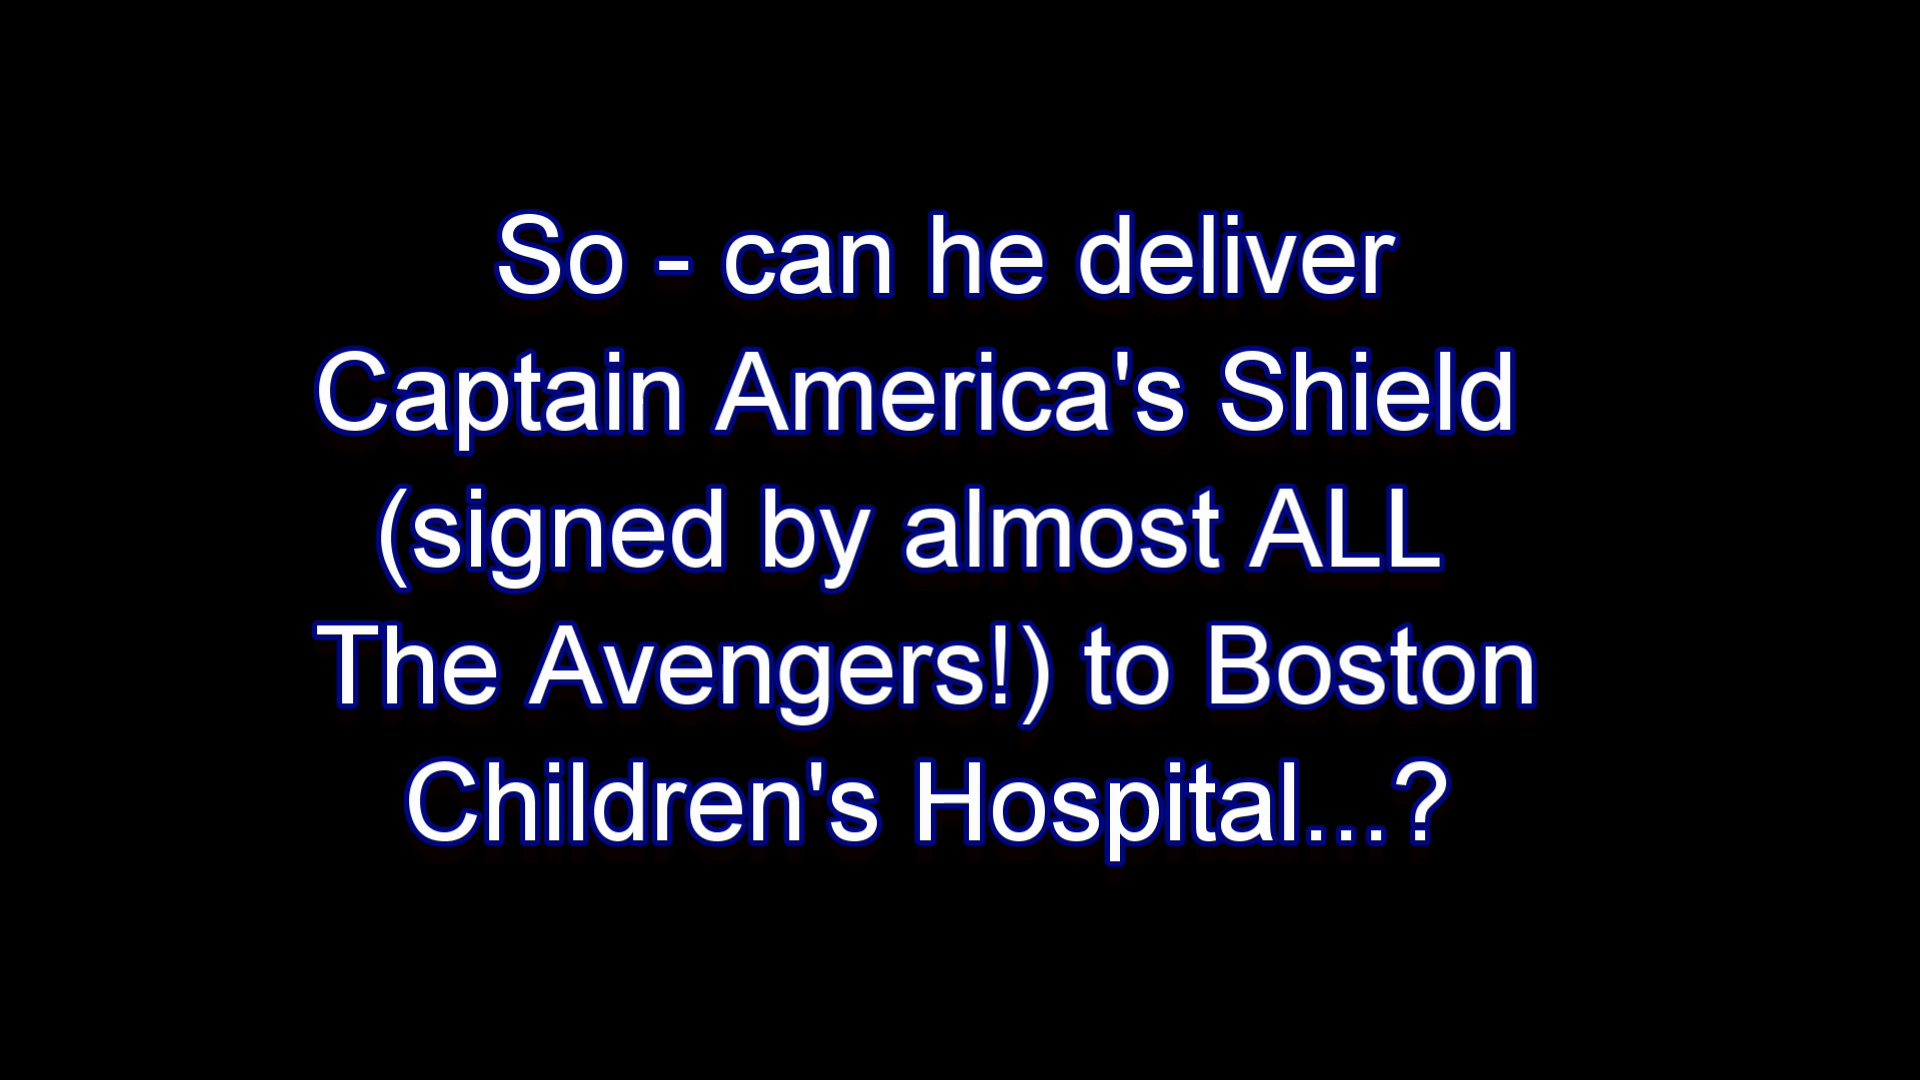 So - can he deliver
Captain America's Shield
(signed by almost ALL
The Avengers!) to Boston
Children's Hospital...?